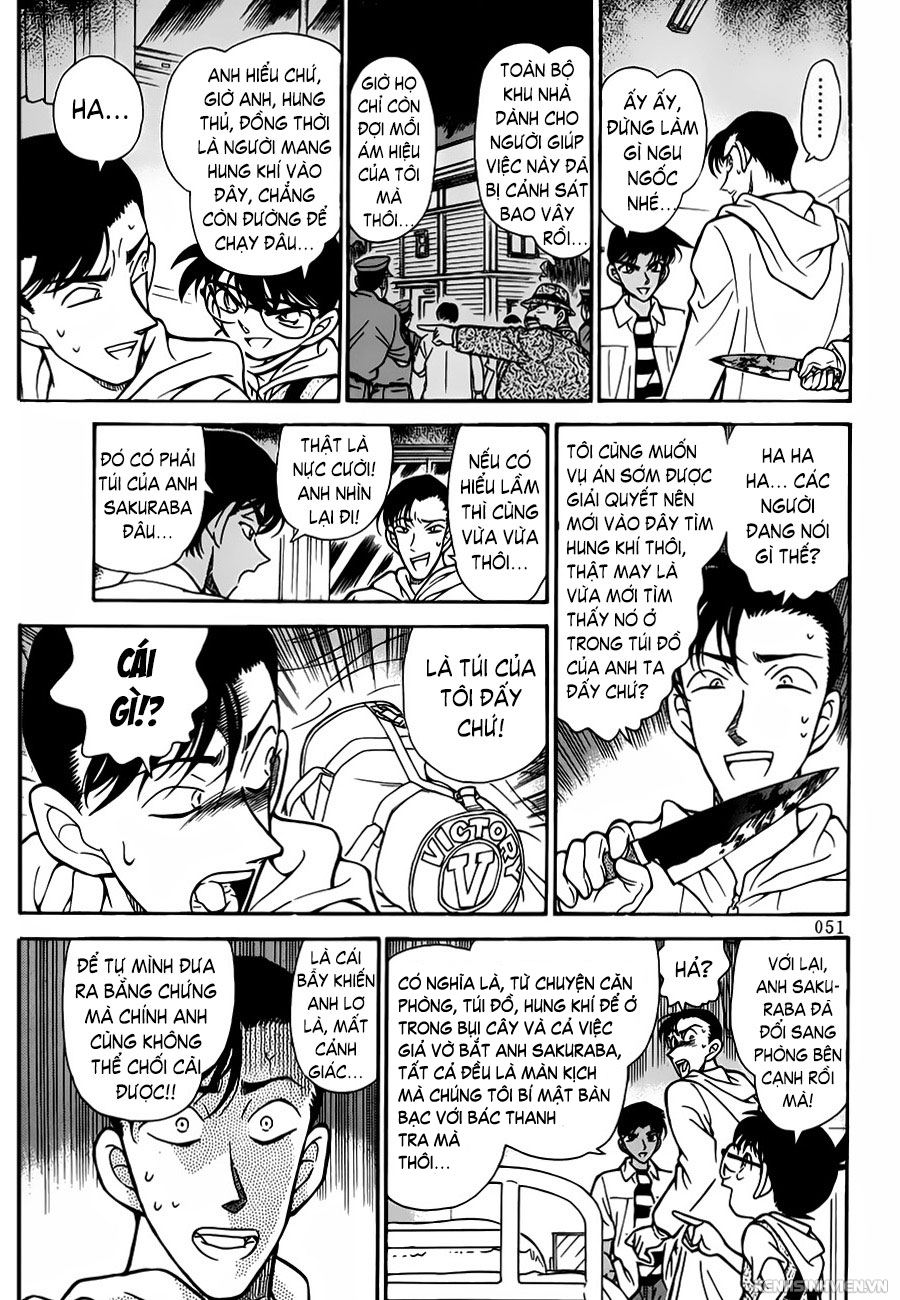 .........
ẤY ẤY,
ĐỪNG LÀM
GÌ NGU
NGỐC
NHÉ...
TOÀN BỘ
KHU NHÀ
DÀNH CHO
NGƯỜI GIÚP
VIỆC NÀY ĐÃ
BỊ CẢNH SÁT
BAO VÂY
RỒI...
GIỜ HỌ
CHỈ CÒN
ĐỢI MỖI
ÁM HIỆU
CỦA TÔI
MÀ
THÔI...
ANH HIỂU CHỨ,
GIỜ ANH, HUNG
THỦ, ĐỒNG THỜI
LÀ NGƯỜI MANG
HUNG KHÍ VÀO
ĐÂY, CHẲNG
CÒN ĐƯỜNG ĐỂ
CHẠY ĐÂU...
HA...
HA HA
HA... CÁC
NGƯỜI
ĐANG NÓI
GÌ THẾ?
TÔI CŨNG MUỐN
VỤ ÁN SỚM ĐƯỢC
GIẢI QUYẾT NÊN
MỚI VÀO ĐÂY TÌM
HUNG KHÍ THÔI,
THẬT MAY LÀ
VỪA MỚI TÌM
THẤY NÓ Ở
TRONG TÚI ĐỒ
CỦA ANH TA
ĐẤY CHỨ?
NẾU CÓ
HIỂU LẦM
THÌ CŨNG
VỪA VỪA
THÔI...
THẬT LÀ
NỰC CƯỜI!
ANH NHÌN
LẠI ĐI!
ĐÓ CÓ PHẢI
TÚI CỦA ANH
SAKURABA
ĐÂU...
LÀ TÚI CỦA
TÔI ĐẤY
CHỨ!
VICTORY
V
CÁI
GÌ!?
051
VỚI LẠI,
ANH SAKU-
RABA ĐÃ
ĐỔI SANG
PHÒNG BÊN
CẠNH RỒI
MÀ!
HẢ?
CÓ NGHĨA LÀ, TỪ CHUYỆN CĂN
PHÒNG, TÚI ĐỒ, HUNG KHÍ ĐỂ Ở
TRONG BỤI CÂY VÀ CẢ VIỆC
GIẢ VỜ BẮT ANH SAKURABA,
TẤT CẢ ĐỀU LÀ MÀN KỊCH
MÀ CHÚNG TÔI BÍ MẬT BÀN
BẠC VỚI BÁC THANH
TRA MÀ
THÔI...
LÀ CÁI
BẪY KHIẾN
ANH LƠ
LÀ, MẤT
CẢNH
GIÁC...
ĐỂ TỰ MÌNH ĐƯA
RA BẰNG CHỨNG
MÀ CHÍNH ANH
CŨNG KHÔNG
THỂ CHỐI CÃI
ĐƯỢC!!
KENHSINHVIEN.VN